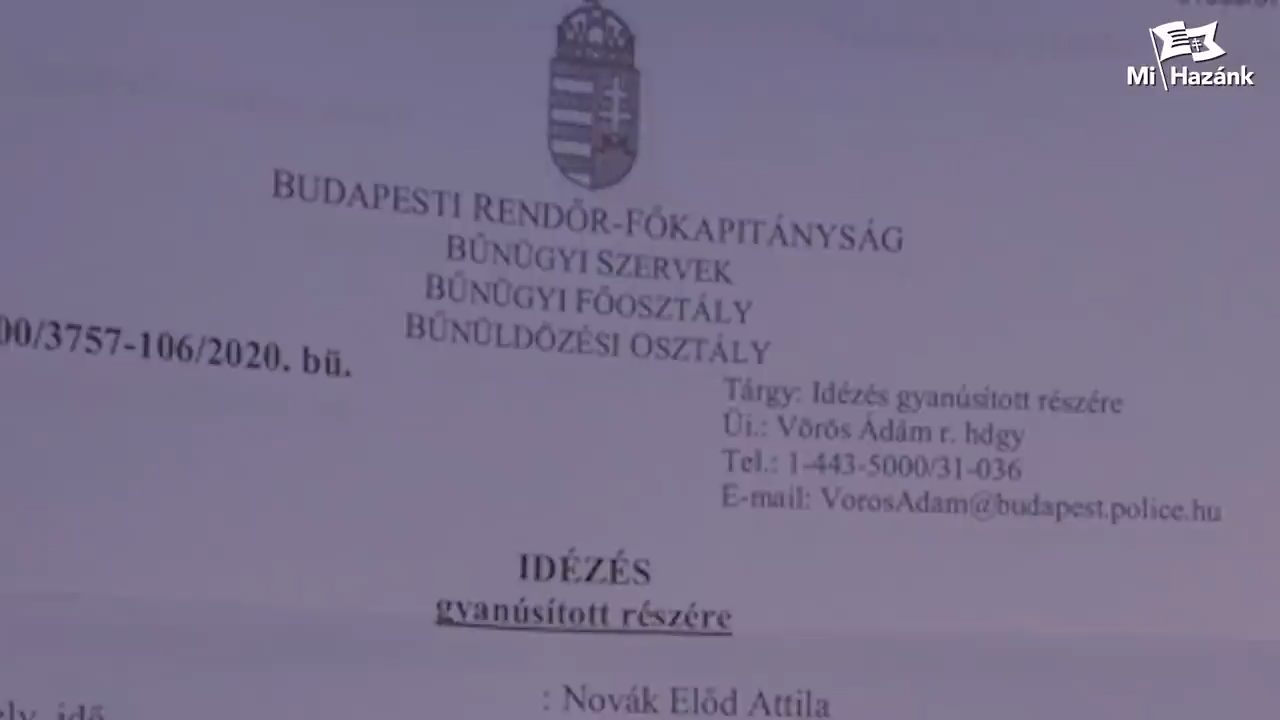 Mi Hazánk
BUDAPESTI RENDŐR-FŐKAPITÁNYSÁG
BŰNÜGYI SZERVEK
BŰNÜGYI FŐOSZTÁLY
BŰNÜLDÖZÉSI OSZTÁLY
00/3757-106/2020. bü.
Tárgy: Idézés gyanúsított részére
Üi.: Vörös Ádám r. hdgy
Tel.: 1-443-5000/31-036
E-mail: VorosAdam@budapest.police.hu
IDÉZÉS
gyanúsított részére
: Novák Előd Attila
idő